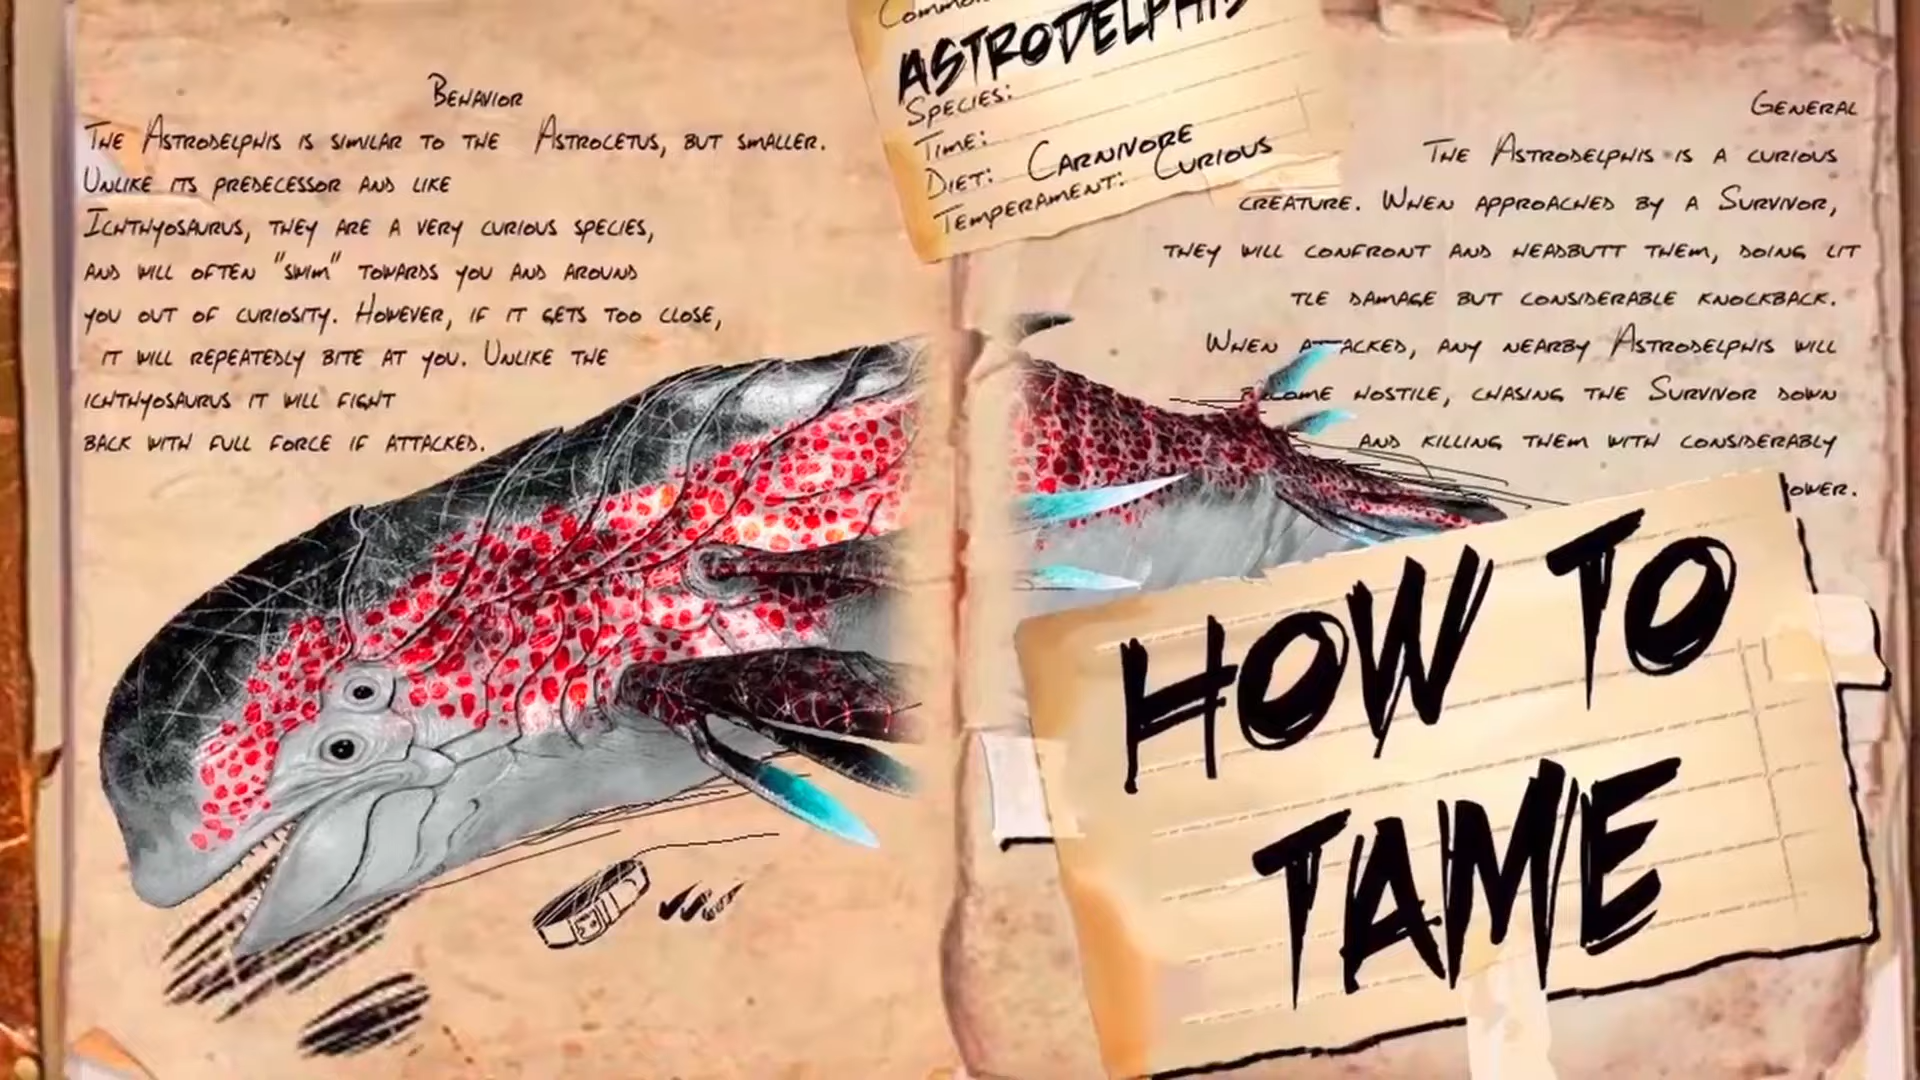 Behavior
The Astrodelphis is similar to the Astrocetus, but smaller.
Unlike its predecessor and like
Ichthyosaurus, they are a very curious species,
and will often "swim" towards you and around
you out of curiosity. However, if it gets too close,
it will repeatedly bite at you. Unlike the
ichthyosaurus it will fight
back with full force if attacked.
Common
ASTRODELPHIS
Species:
Time:
Diet: Carnivore
Temperament: Curious
General
The Astrodelphis is a curious
creature. When approached by a Survivor,
they will confront and headbutt them, doing lit
tle damage but considerable knockback.
When attacked, any nearby Astrodelphis will
become hostile, chasing the Survivor down
and killing them with considerably
ower.
HOW TO
TAME